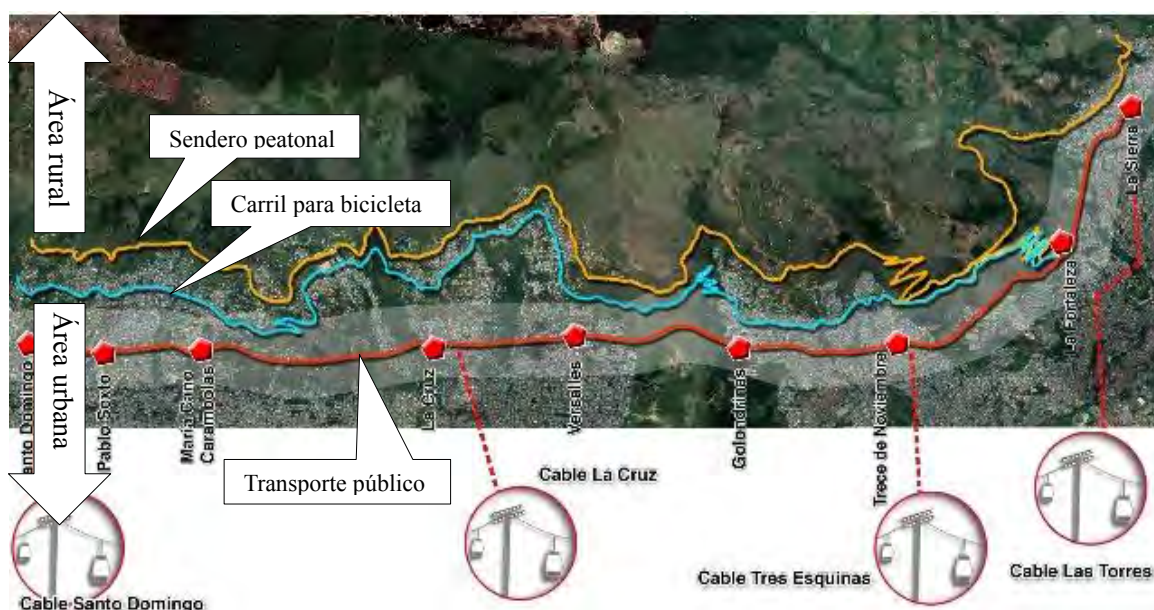 Área rural
Sendero peatonal
Carril para bicicleta
La Sierra
La Fortaleza
Área urbana
anto Domingo
Pablo Sexto
María Cano
Carambolas
La Cruz
Versalles
Golondrinas
Trece de Noviembre
Transporte público
Cable La Cruz
Cable Santo Domingo
Cable Tres Esquinas
Cable Las Torres